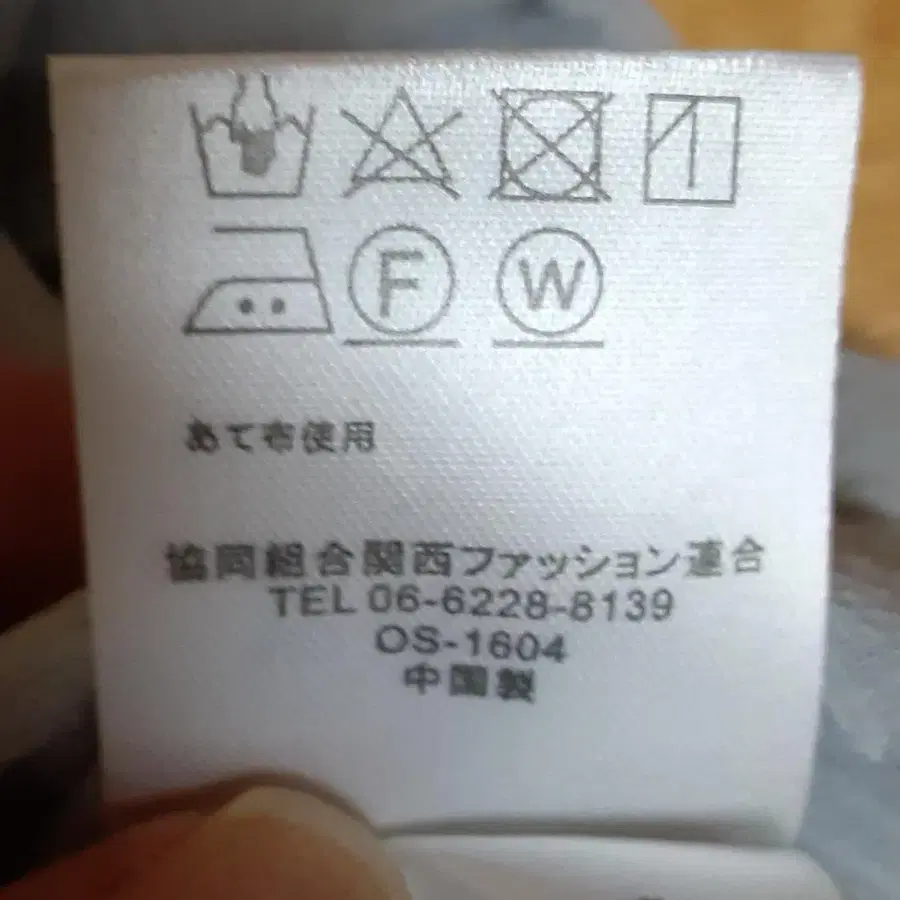 F W
あて布使用
協同組合関西ファッション連合
TEL 06-6228-8139
OS-1604
中国製